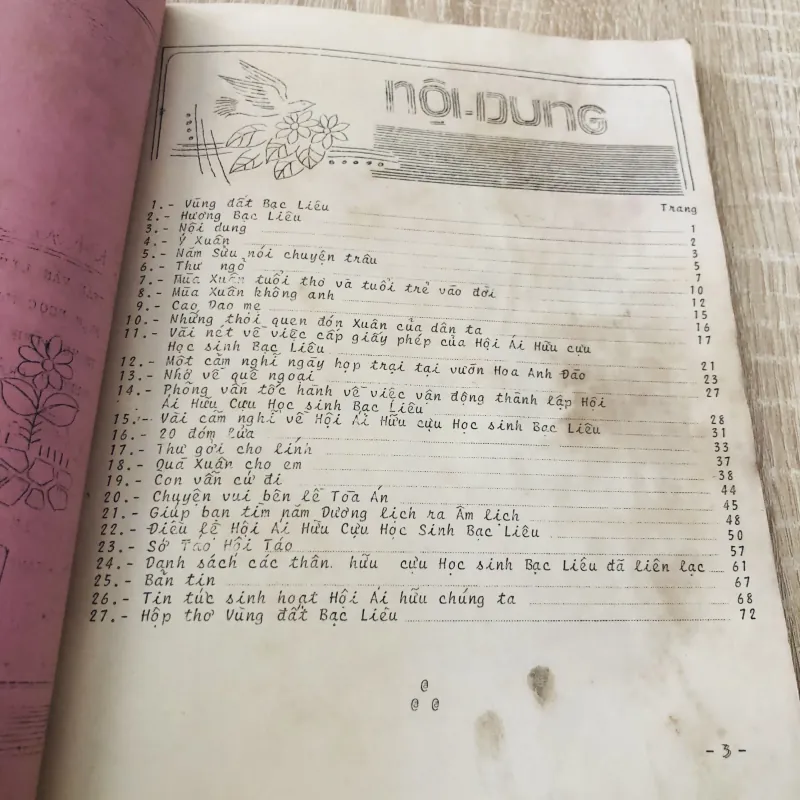 NỘI-DUNG
Trang
1.- Vũng đất Bạc Liêu 1
2.- Hương Bạc Liêu 2
3.- Nội dung 3
4.- Ý Xuân 5
5.- Năm Sửu nói chuyện trâu 7
6.- Thư ngỏ 10
7.- Mùa Xuân tuổi thơ và tuổi trẻ vào đời 12
8.- Mùa Xuân không anh 15
9.- Cao Dao mẹ 16
10.- Những thói quen đón Xuân của dân ta 17
11.- Vài nét về việc cấp giấy phép của Hội Ái Hữu cựu
Học sinh Bạc Liêu 21
12.- Một cảm nghĩ ngày họp trại tại vườn Hoa Anh Đào 23
13.- Nhớ về quê ngoại 27
14.- Phỏng vấn tốc hành về việc vận động thành lập Hội
Ái Hữu Cựu Học sinh Bạc Liêu 28
15.- Vài cảm nghĩ về Hội Ái Hữu cựu Học sinh Bạc Liêu 31
16.- 20 đóm lửa 33
17.- Thư gởi cho lính 37
18.- Quà Xuân cho em 38
19.- Con vẫn cứ đi 44
20.- Chuyện vui bên lề Tòa Án 45
21.- Giúp bạn tìm năm Dương lịch ra Âm lịch 48
22.- Điều lệ Hội Ái Hữu Cựu Học Sinh Bạc Liêu 50
23.- Sớ Táo Hội Táo 57
24.- Danh sách các thân hữu cựu Học sinh Bạc Liêu đã liên lạc 61
25.- Bản tin 67
26.- Tin tức sinh hoạt Hội Ái hữu chúng ta 68
27.- Hộp thơ Vùng đất Bạc Liêu 72
@
@ @
- 3 -